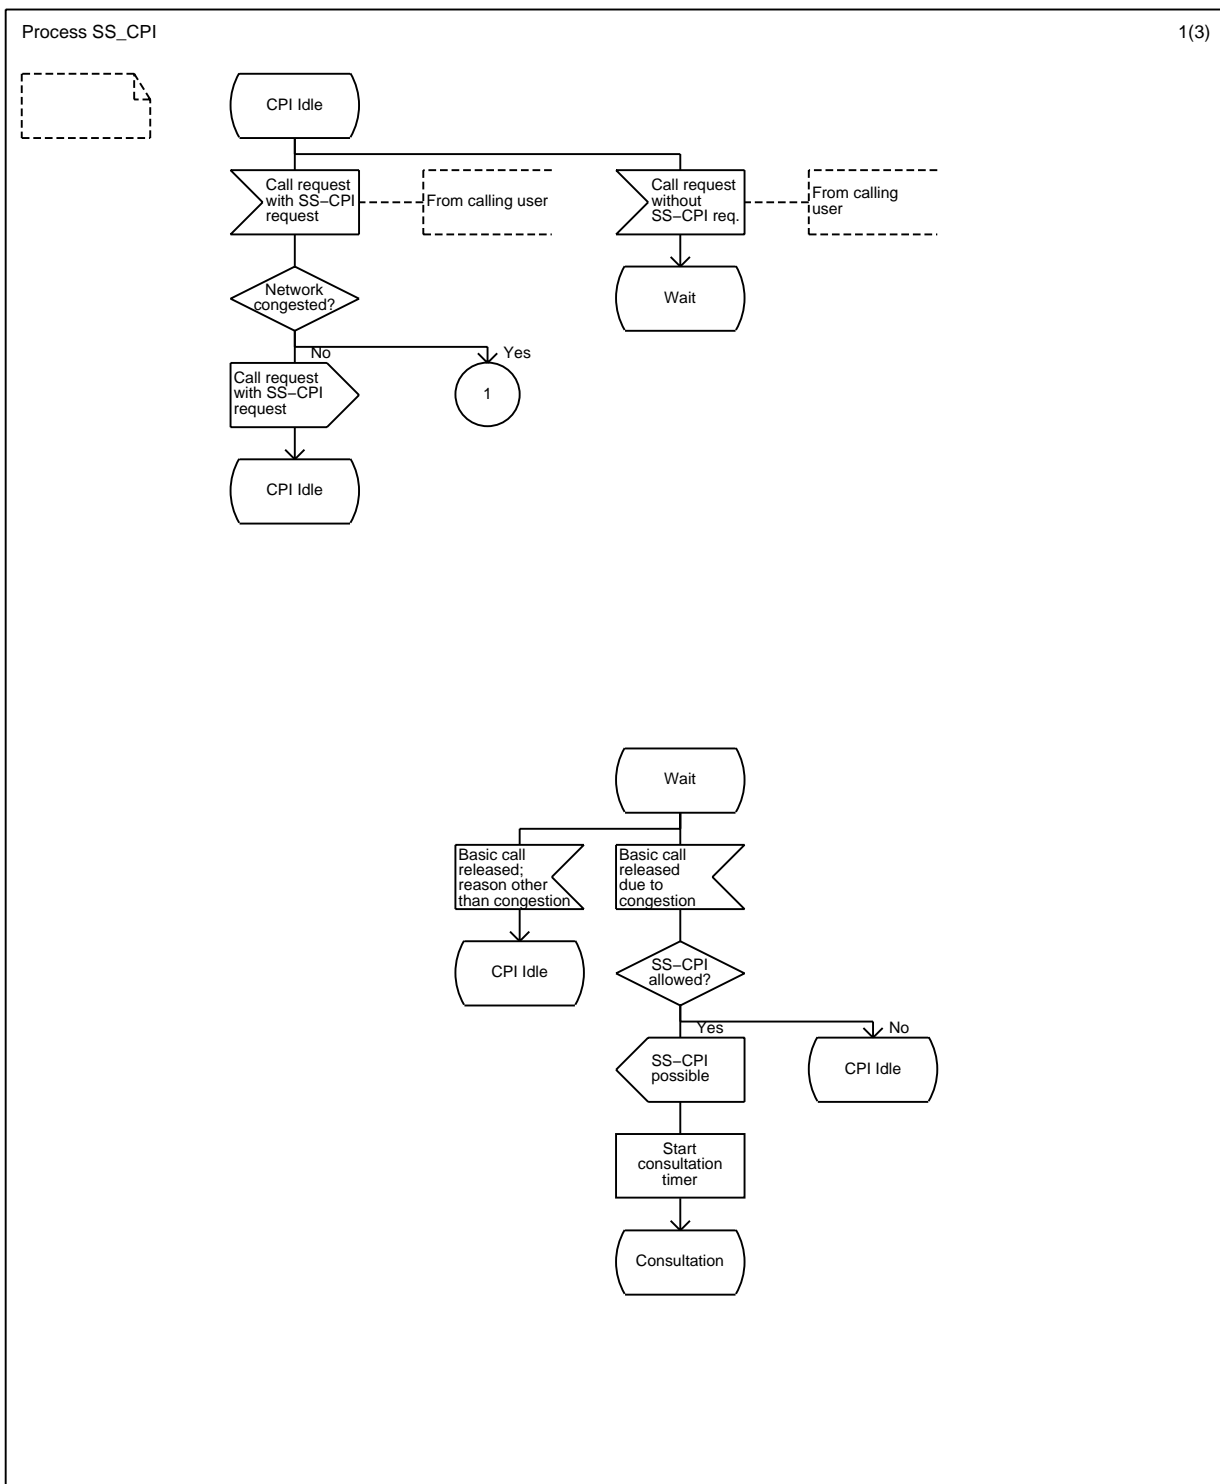 Process SS_CPI
1(3)
CPI Idle
Call request
with SS–CPI
request
From calling user
Call request
without
SS–CPI req.
From calling
user
Network
congested?
Wait
No
Yes
Call request
with SS–CPI
request
1
CPI Idle
Wait
Basic call
released;
reason other
than congestion
Basic call
released
due to
congestion
CPI Idle
SS–CPI
allowed?
Yes
No
SS–CPI
possible
CPI Idle
Start
consultation
timer
Consultation